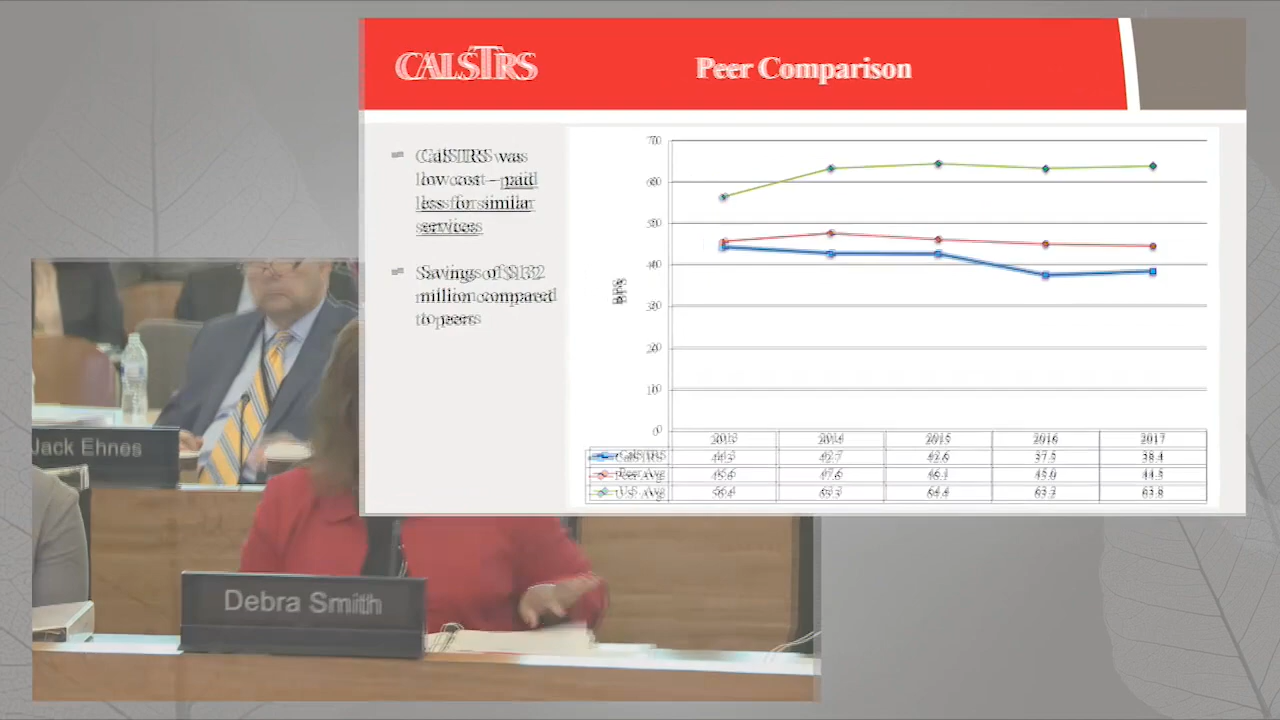 CALSTRS
Peer Comparison
CalSTRS was
low cost – paid
less for similar
services
Savings of $132
million compared
to peers
70
60
50
40
30
20
10
0
BPS
2013 2014 2015 2016 2017
CalSTRS 44.3 42.7 42.6 37.5 38.4
Peer Avg 45.6 47.6 46.1 45.0 44.5
U.S. Avg 56.4 63.3 64.4 63.2 63.8
Jack Ehnes
Debra Smith